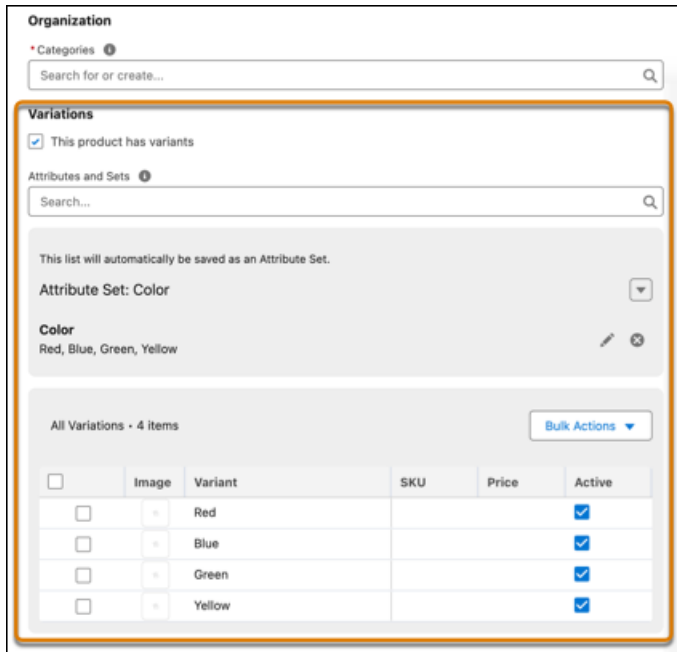 Organization
* Categories
Search for or create...
Variations
This product has variants
Attributes and Sets
Search...
This list will automatically be saved as an Attribute Set.
Attribute Set: Color
Color
Red, Blue, Green, Yellow
All Variations • 4 items
Bulk Actions
Image Variant SKU Price Active
Red
Blue
Green
Yellow